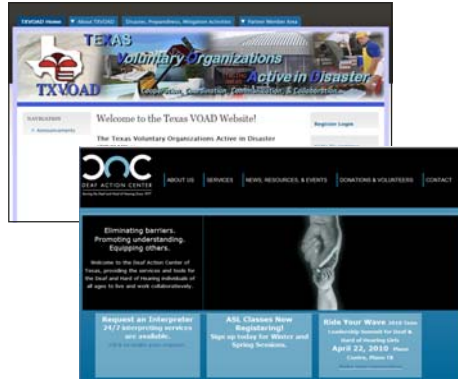 TXVOAD Home ▼ About TXVOAD Disaster, Preparedness, Mitigation Activities ▼ Partner Member Area
TEXAS
Voluntary Organizations
Active in Disaster
Cooperation, Coordination, Communication, & Collaboration
TXVOAD
NAVIGATION
Announcements
Welcome to the Texas VOAD Website!
The Texas Voluntary Organizations Active in Disaster
Register Login
DEAF ACTION CENTER
ABOUT US
SERVICES
NEWS, RESOURCES, & EVENTS
DONATIONS & VOLUNTEERS
CONTACT
Eliminating barriers.
Promoting understanding.
Equipping others.
Welcome to the Deaf Action Center of
Texas, providing the services and tools for
the Deaf and Hard of Hearing individuals of
all ages to live and work collaboratively.
Request an Interpreter
24/7 interpreting services
are available.
ASL Classes Now
Registering!
Sign up today for Winter and
Spring Sessions.
Ride Your Wave 2010 Teen
Leadership Summit for Deaf &
Hard of Hearing Girls
April 22, 2010 Plano
Centre, Plano TX